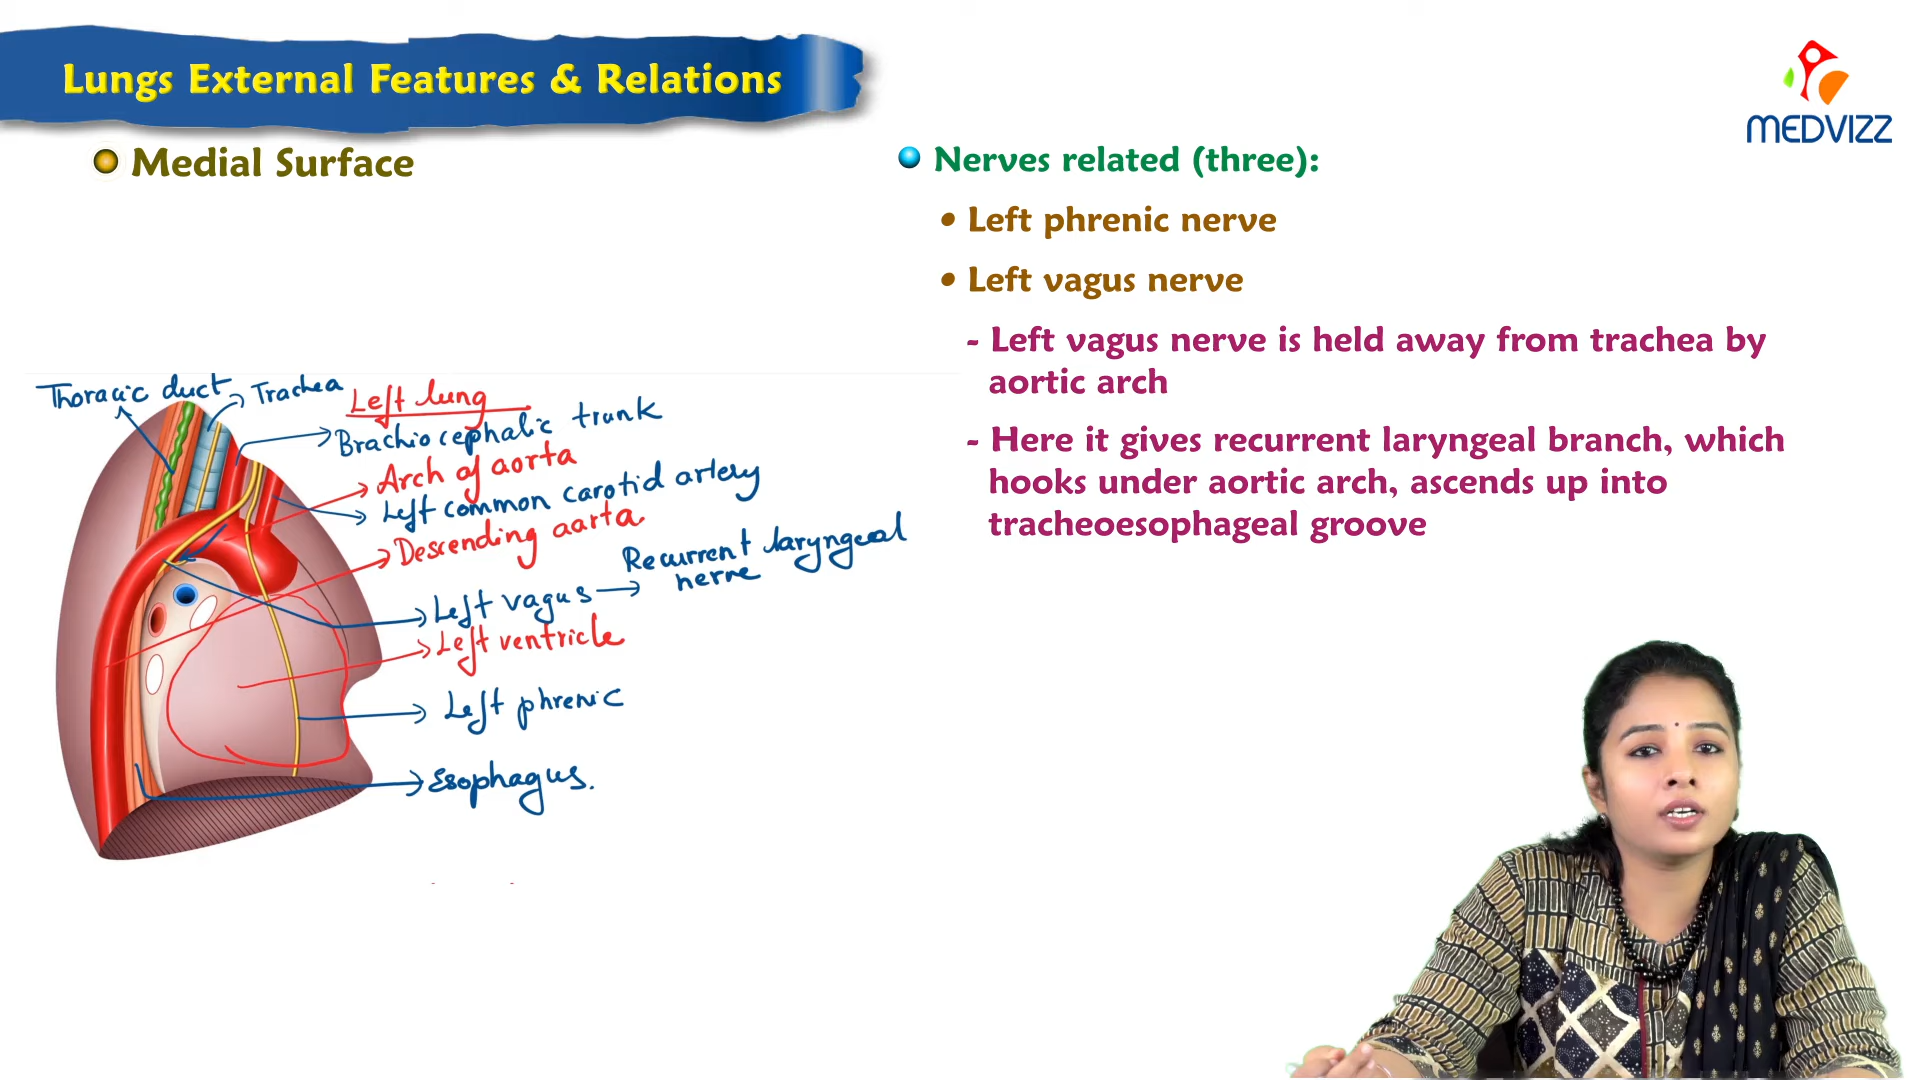 Lungs External Features & Relations
MEDVIZZ
Medial Surface
Thoracic duct
Trachea
Left lung
Brachiocephalic trunk
Arch of aorta
Left common carotid artery
Descending aarta
Recurrent laryngeal
nerve
Left vagus
Left ventricle
Left phrenic
Esophagus.
Nerves related (three):
• Left phrenic nerve
• Left vagus nerve
- Left vagus nerve is held away from trachea by
aortic arch
- Here it gives recurrent laryngeal branch, which
hooks under aortic arch, ascends up into
tracheoesophageal groove